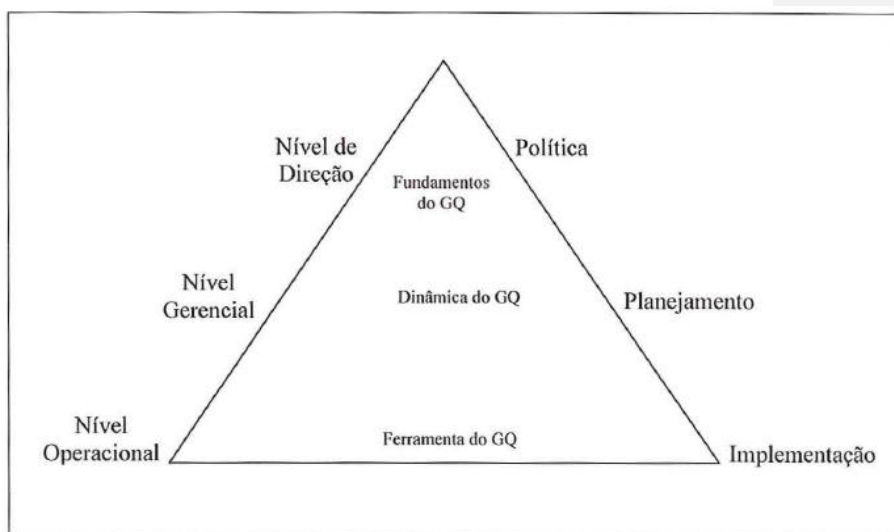 Nível de
Direção
Política
Fundamentos
do GQ
Nível
Gerencial
Dinâmica do GQ
Planejamento
Nível
Operacional
Ferramenta do GQ
Implementação